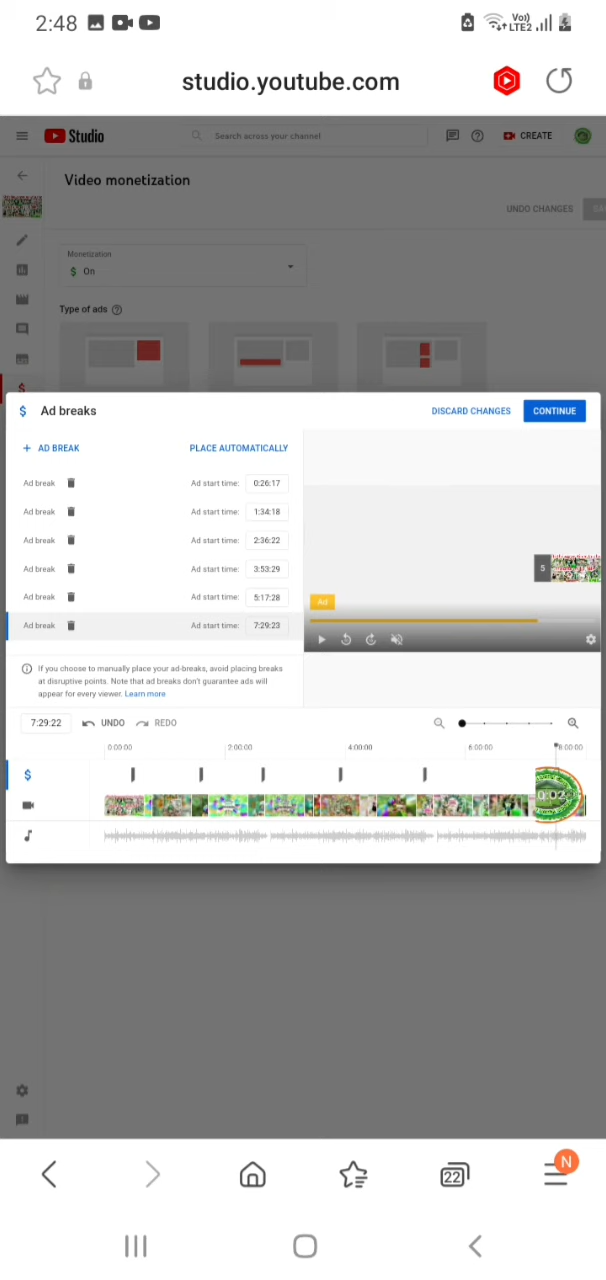 2:48
Vo)
LTE2
studio.youtube.com
Studio
Search across your channel
CREATE
Video monetization
UNDO CHANGES
Monetization
$ On
Type of ads
$ Ad breaks
DISCARD CHANGES
CONTINUE
+ AD BREAK
PLACE AUTOMATICALLY
Ad break Ad start time: 0:26:17
Ad break Ad start time: 1:34:18
Ad break Ad start time: 2:36:22
Ad break Ad start time: 3:53:29
Ad break Ad start time: 5:17:28
Ad break Ad start time: 7:29:23
5
Ad
If you choose to manually place your ad-breaks, avoid placing breaks
at disruptive points. Note that ad breaks don't guarantee ads will
appear for every viewer. Learn more
7:29:22 UNDO REDO
0:00:00 2:00:00 4:00:00 6:00:00 8:00:00
$
0:02
22
N